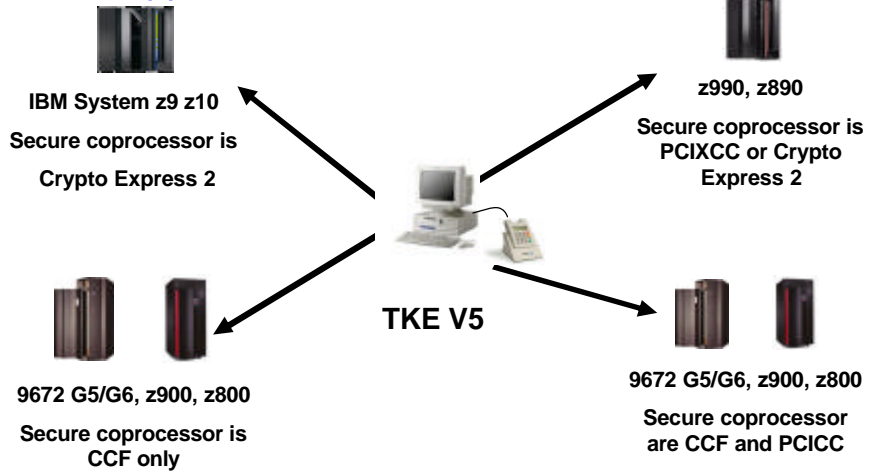 IBM System z9 z10
Secure coprocessor is
Crypto Express 2
z990, z890
Secure coprocessor is
PCIXCC or Crypto
Express 2
TKE V5
9672 G5/G6, z900, z800
Secure coprocessor is
CCF only
9672 G5/G6, z900, z800
Secure coprocessor
are CCF and PCICC